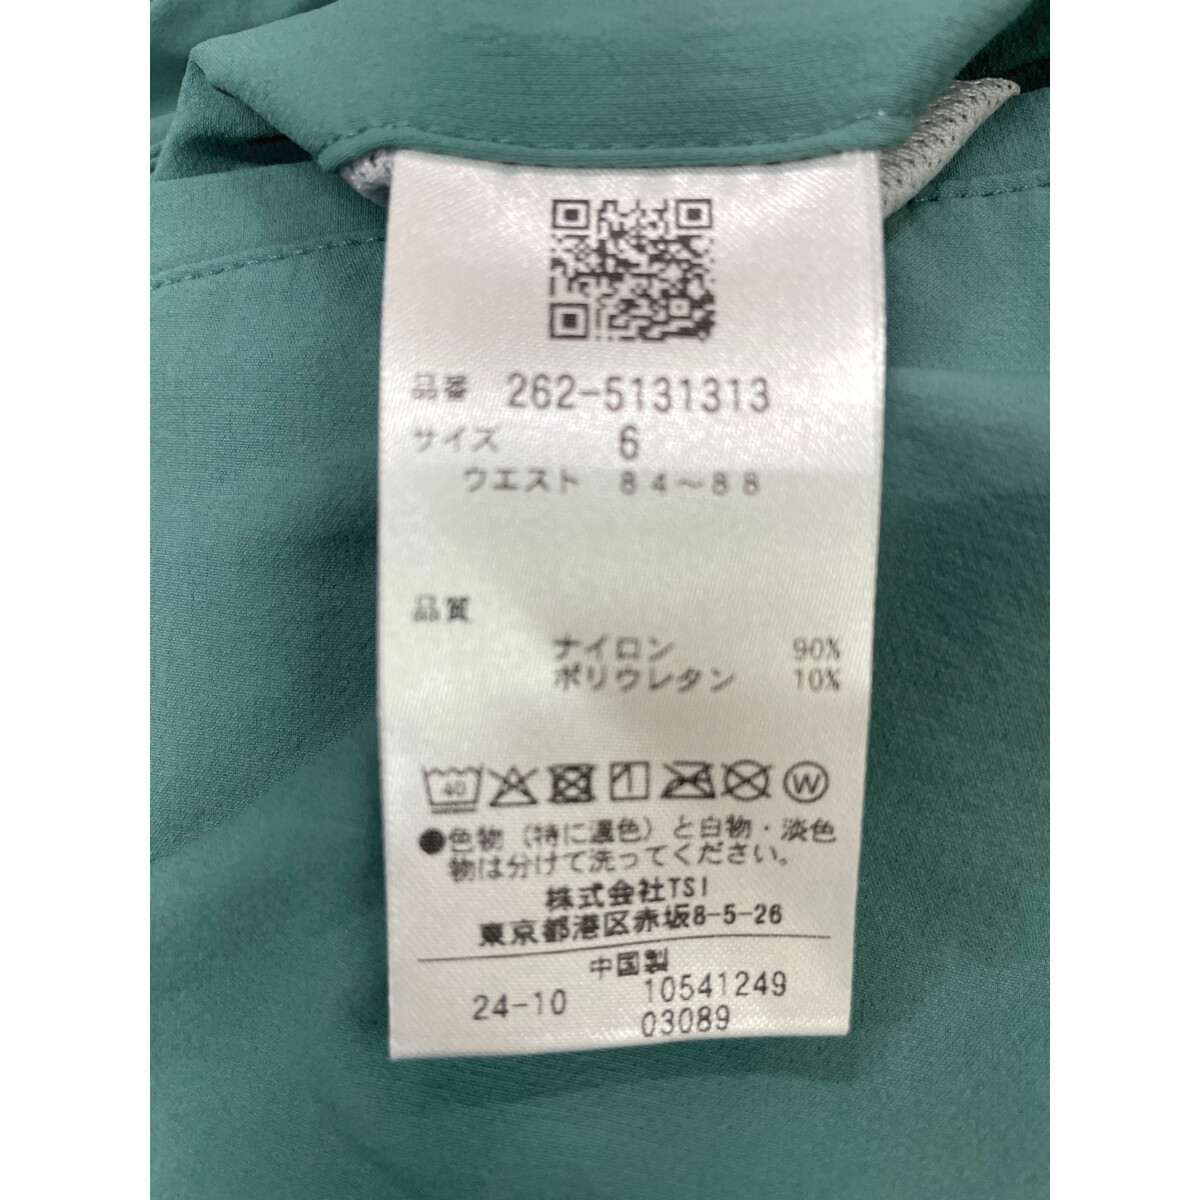 品番 262-5131313
サイズ 6
ウエスト 84〜88
品質
ナイロン 90%
ポリウレタン 10%
40 W
●色物（特に濃色）と白物・淡色
物は分けて洗ってください。
株式会社TSI
東京都港区赤坂8-5-26
中国製
24-10 10541249
03089